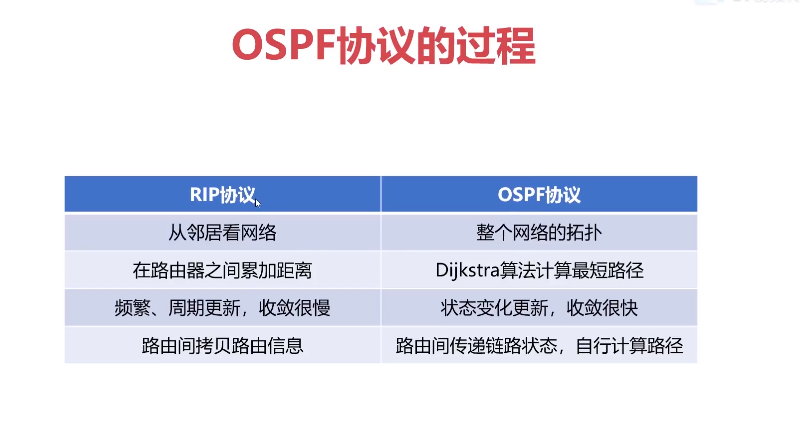 OSPF协议的过程
RIP协议 OSPF协议
从邻居看网络 整个网络的拓扑
在路由器之间累加距离 Dijkstra算法计算最短路径
频繁、周期更新，收敛很慢 状态变化更新，收敛很快
路由间拷贝路由信息 路由间传递链路状态，自行计算路径